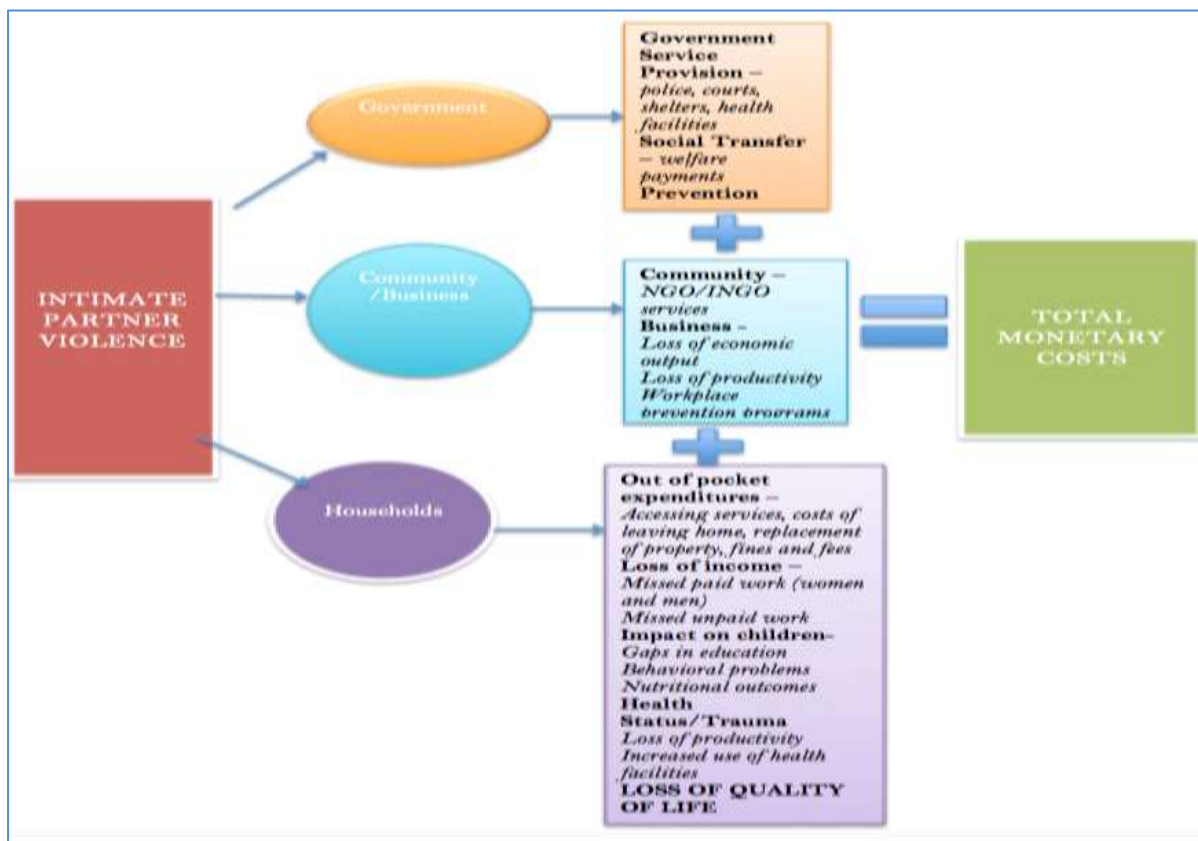 INTIMATE
PARTNER
VIOLENCE
Government
Community
/Business
Households
Government
Service
Provision –
police, courts,
shelters, health
facilities
Social Transfer
– welfare
payments
Prevention
Community –
NGO/INGO
services
Business –
Loss of economic
output
Loss of productivity
Workplace
prevention programs
Out of pocket
expenditures –
Accessing services, costs of
leaving home, replacement
of property, fines and fees
Loss of income –
Missed paid work (women
and men)
Missed unpaid work
Impact on children–
Gaps in education
Behavioral problems
Nutritional outcomes
Health
Status/Trauma
Loss of productivity
Increased use of health
facilities
LOSS OF QUALITY
OF LIFE
TOTAL
MONETARY
COSTS